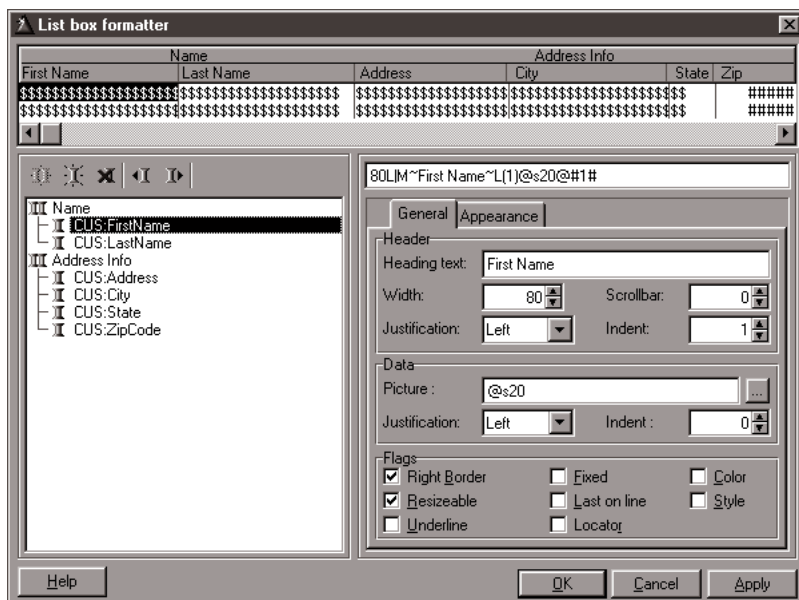 List box formatter
Name Address Info
First Name Last Name Address City State Zip
$$$$$$$$$$$$$$$$$$$$ $$$$$$$$$$$$$$$$$$$$ $$$$$$$$$$$$$$$$$$$$ $$$$$$$$$$$$$$$$$$$$ $$ #####
$$$$$$$$$$$$$$$$$$$$ $$$$$$$$$$$$$$$$$$$$ $$$$$$$$$$$$$$$$$$$$ $$$$$$$$$$$$$$$$$$$$ $$ #####
80L|M~First Name~L(1)@s20@#1#
Name
CUS:FirstName
CUS:LastName
Address Info
CUS:Address
CUS:City
CUS:State
CUS:ZipCode
General Appearance
Header
Heading text: First Name
Width: 80 Scrollbar: 0
Justification: Left Indent: 1
Data
Picture : @s20 ...
Justification: Left Indent : 0
Flags
Right Border Fixed Color
Resizeable Last on line Style
Underline Locator
Help OK Cancel Apply